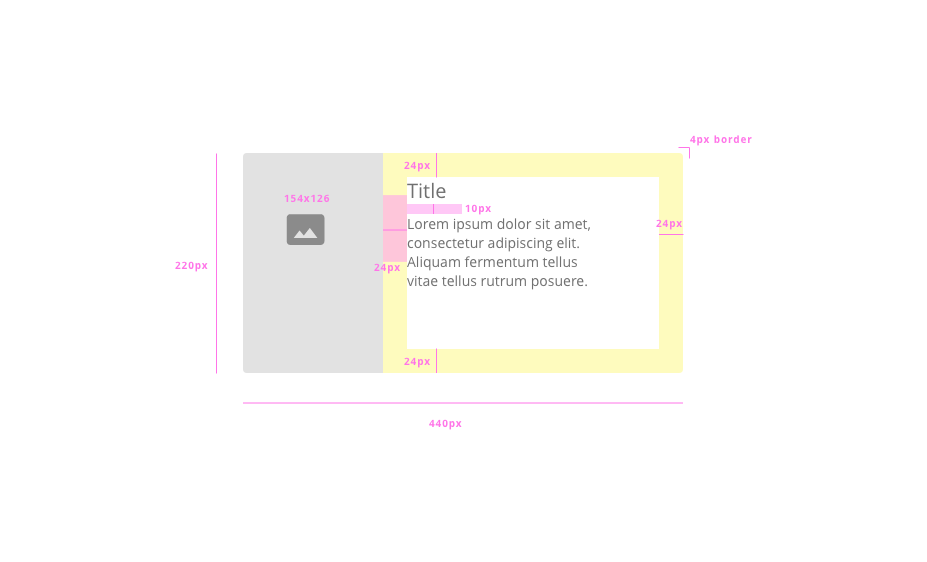 4px border
24px
Title
154x126
10px
Lorem ipsum dolor sit amet,
24px
consectetur adipiscing elit.
Aliquam fermentum tellus
220px
24px
vitae tellus rutrum posuere.
24px
440px